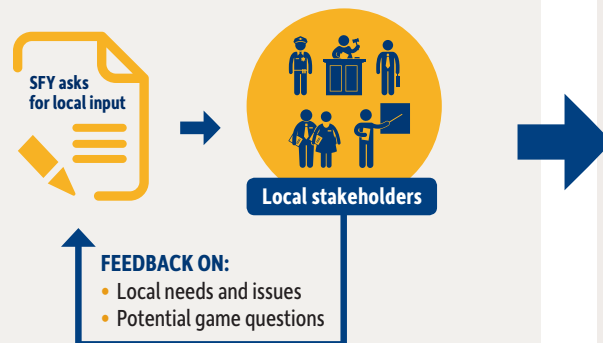 SFY asks
for local input
Local stakeholders
FEEDBACK ON:
• Local needs and issues
• Potential game questions